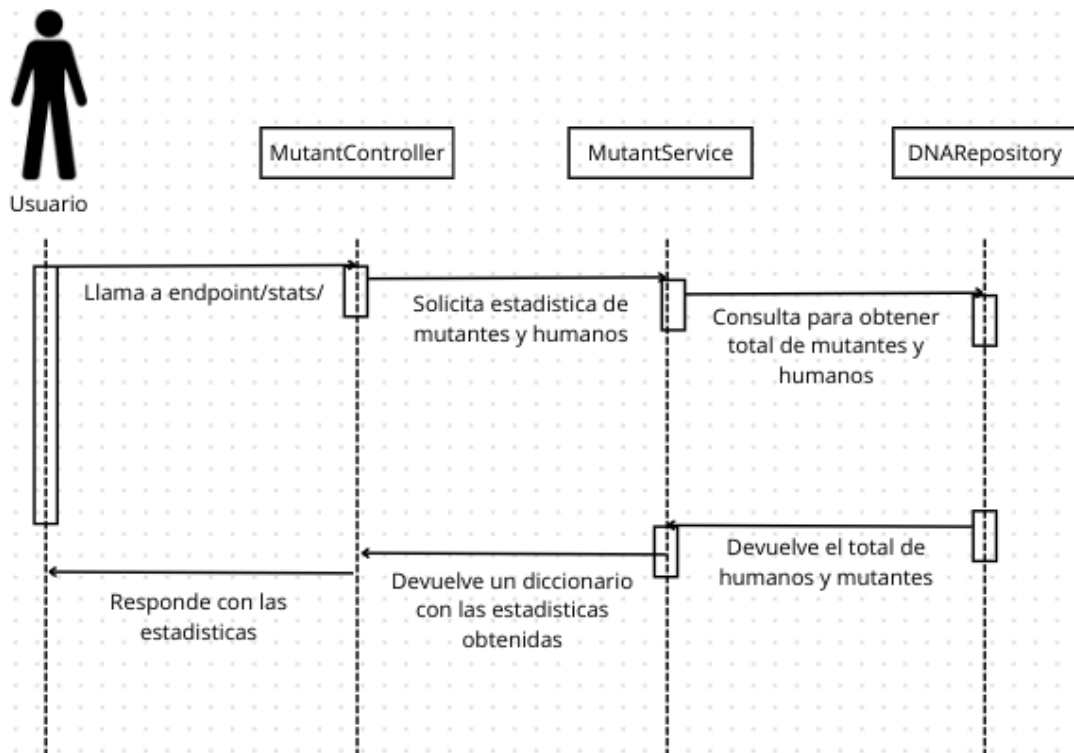 MutantController
MutantService
DNARepository
Usuario
Llama a endpoint/stats/
Solicita estadistica de
mutantes y humanos
Consulta para obtener
total de mutantes y
humanos
Devuelve el total de
humanos y mutantes
Devuelve un diccionario
con las estadisticas
obtenidas
Responde con las
estadisticas